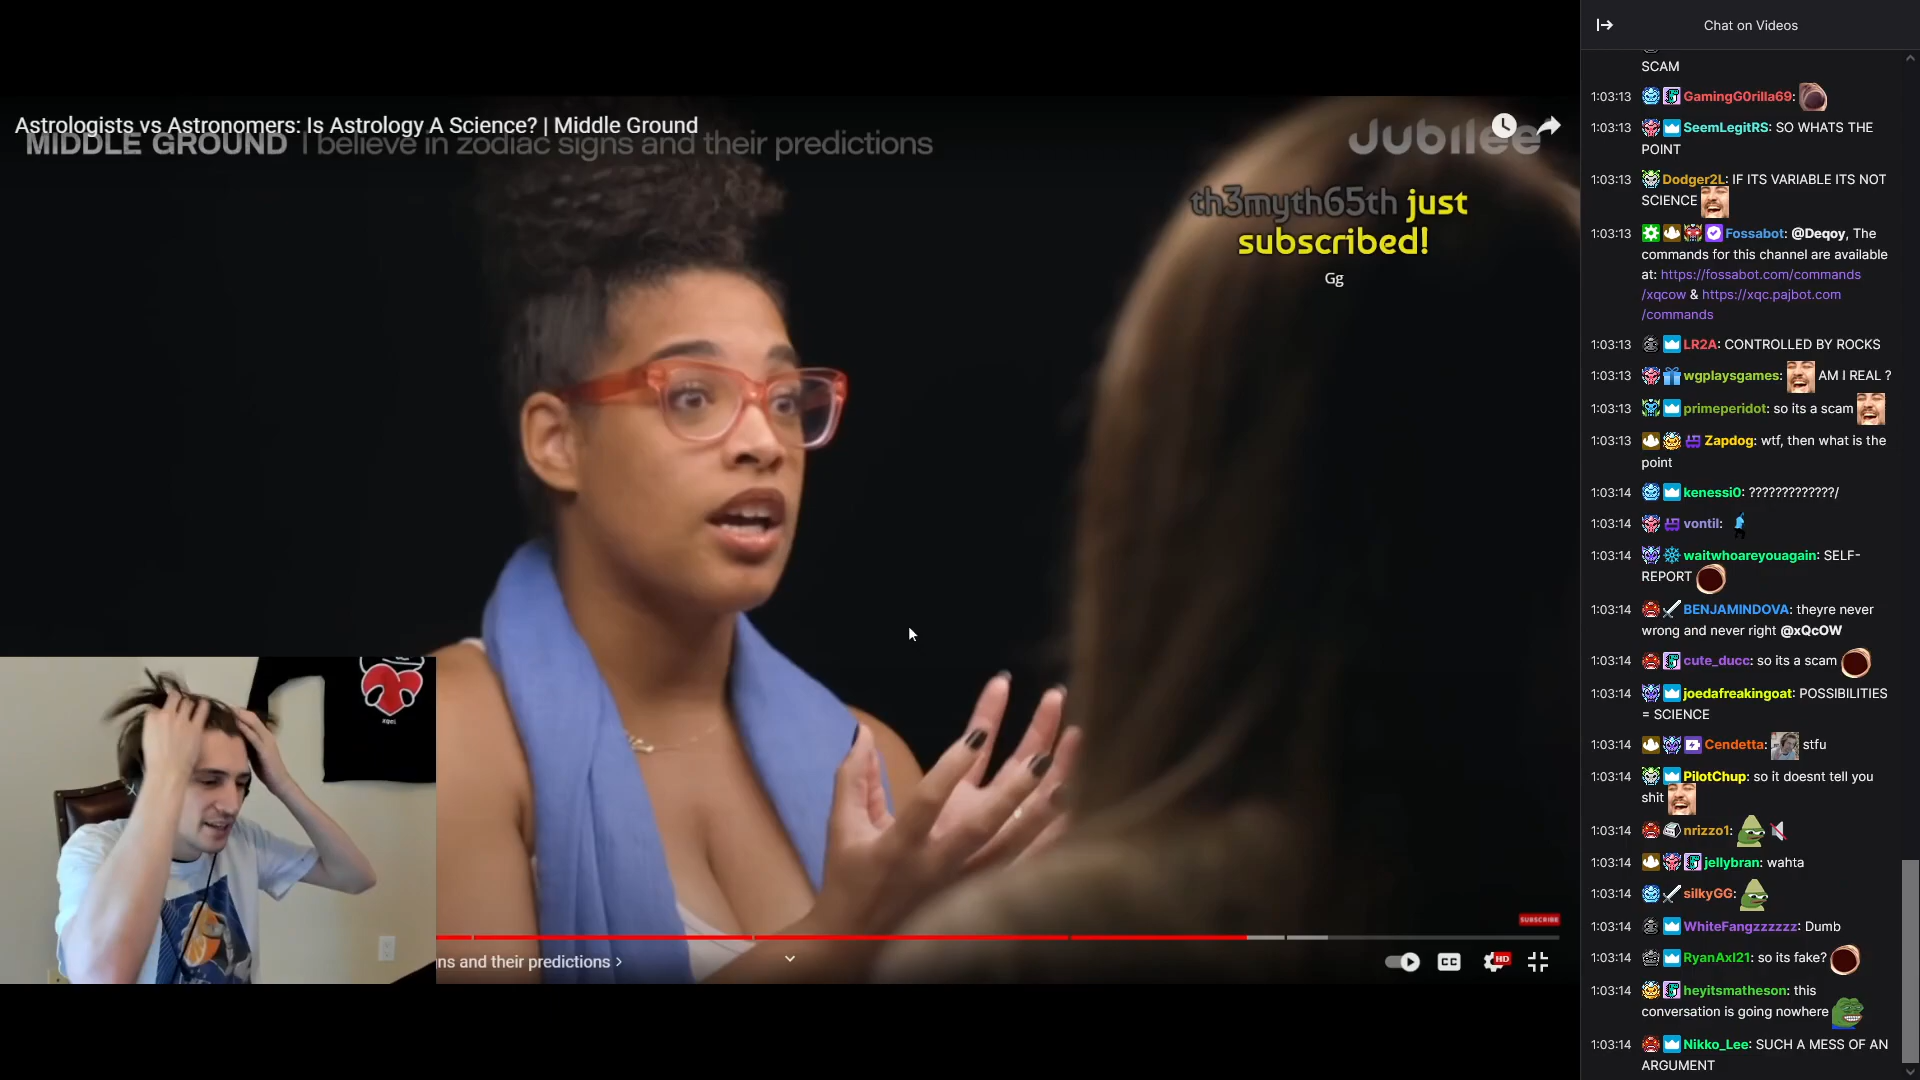 Astrologists vs Astronomers: Is Astrology A Science? | Middle Ground
MIDDLE GROUND | I believe in zodiac signs and their predictions
Jubilee
th3myth65th just
subscribed!
Gg
xqcL
SUBSCRIBE
ns and their predictions >
CC
HD
Chat on Videos
SCAM
1:03:13 GamingG0rilla69:
1:03:13 SeemLegitRS: SO WHATS THE
POINT
1:03:13 Dodger2L: IF ITS VARIABLE ITS NOT
SCIENCE
1:03:13 Fossabot: @Deqoy, The
commands for this channel are available
at: https://fossabot.com/commands
/xqcow & https://xqc.pajbot.com
/commands
1:03:13 LR2A: CONTROLLED BY ROCKS
1:03:13 wgplaysgames: AM I REAL ?
1:03:13 primeperidot: so its a scam
1:03:13 Zapdog: wtf, then what is the
point
1:03:14 kenessi0: ?????????????/
1:03:14 vontil:
1:03:14 waitwhoareyouagain: SELF-
REPORT
1:03:14 BENJAMINDOVA: theyre never
wrong and never right @xQcOW
1:03:14 cute_ducc: so its a scam
1:03:14 joedafreakingoat: POSSIBILITIES
= SCIENCE
1:03:14 Cendetta: stfu
1:03:14 PilotChup: so it doesnt tell you
shit
1:03:14 nrizzo1:
1:03:14 jellybran: wahta
1:03:14 silkyGG:
1:03:14 WhiteFangzzzzzz: Dumb
1:03:14 RyanAxl21: so its fake?
1:03:14 heyitsmatheson: this
conversation is going nowhere
1:03:14 Nikko_Lee: SUCH A MESS OF AN
ARGUMENT